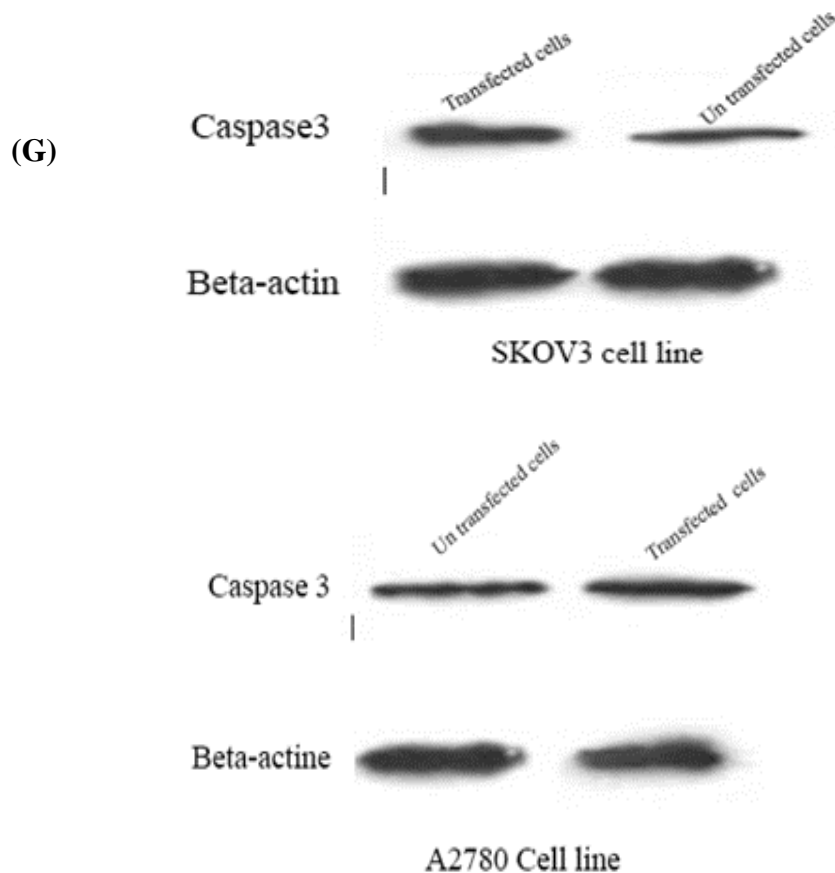 (G)
Transfected cells
Un transfected cells
Caspase3
Beta-actin
SKOV3 cell line
Un transfected cells
Transfected cells
Caspase 3
Beta-actine
A2780 Cell line